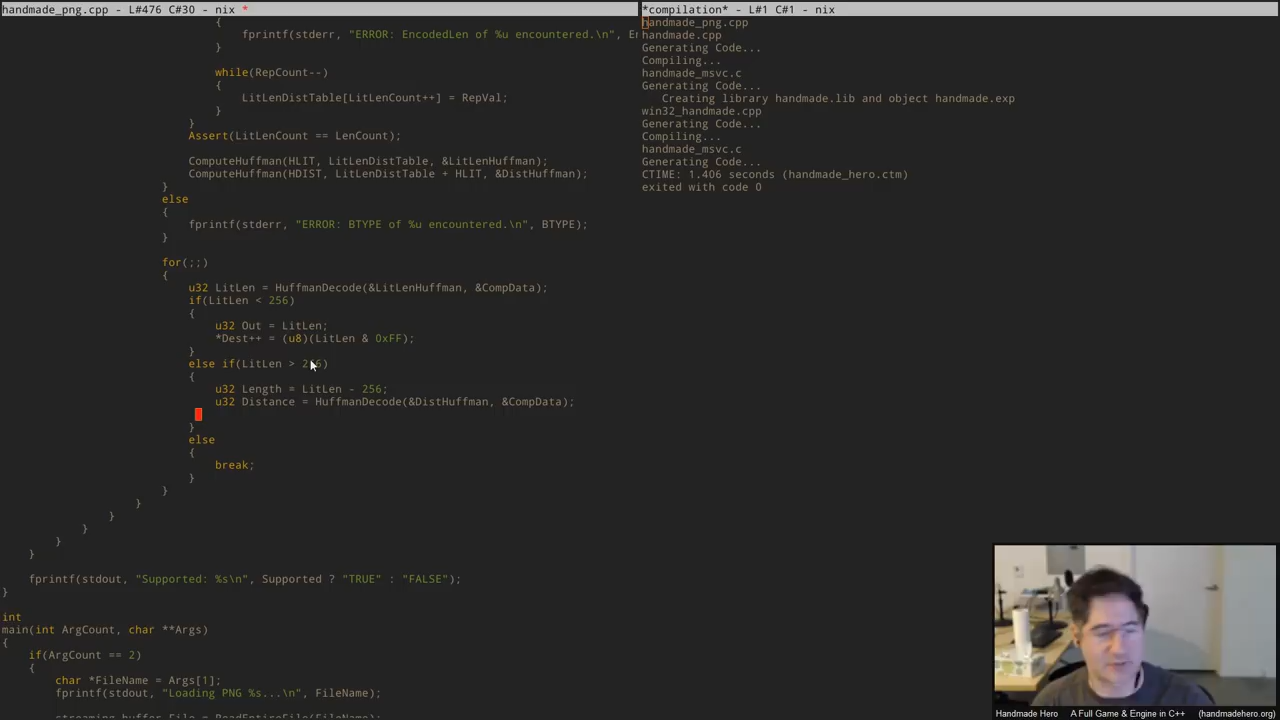 handmade_png.cpp - L#476 C#30 - nix *
{
fprintf(stderr, "ERROR: EncodedLen of %u encountered.\n", E
}
while(RepCount--)
{
LitLenDistTable[LitLenCount++] = RepVal;
}
}
Assert(LitLenCount == LenCount);
ComputeHuffman(HLIT, LitLenDistTable, &LitLenHuffman);
ComputeHuffman(HDIST, LitLenDistTable + HLIT, &DistHuffman);
}
else
{
fprintf(stderr, "ERROR: BTYPE of %u encountered.\n", BTYPE);
}
for(;;)
{
u32 LitLen = HuffmanDecode(&LitLenHuffman, &CompData);
if(LitLen < 256)
{
u32 Out = LitLen;
*Dest++ = (u8)(LitLen & 0xFF);
}
else if(LitLen > 256)
{
u32 Length = LitLen - 256;
u32 Distance = HuffmanDecode(&DistHuffman, &CompData);
}
else
{
break;
}
}
}
}
}
}
}
fprintf(stdout, "Supported: %s\n", Supported ? "TRUE" : "FALSE");
}
int
main(int ArgCount, char **Args)
{
if(ArgCount == 2)
{
char *FileName = Args[1];
fprintf(stdout, "Loading PNG %s...\n", FileName);
streaming_buffer File = ReadEntireFile(FileName);
*compilation* - L#1 C#1 - nix
handmade_png.cpp
handmade.cpp
Generating Code...
Compiling...
handmade_msvc.c
Generating Code...
Creating library handmade.lib and object handmade.exp
win32_handmade.cpp
Generating Code...
Compiling...
handmade_msvc.c
Generating Code...
CTIME: 1.406 seconds (handmade_hero.ctm)
exited with code 0
Handmade Hero A Full Game & Engine in C++ (handmadehero.org)